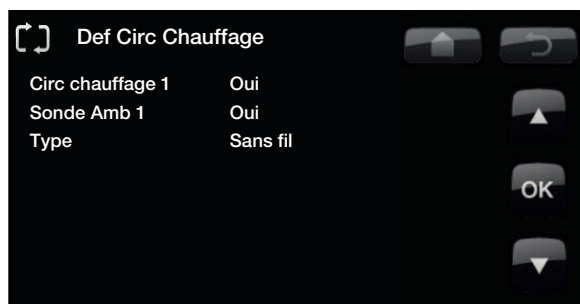 Def Circ Chauffage
Circ chauffage 1 Oui
Sonde Amb 1 Oui
Type Sans fil
OK